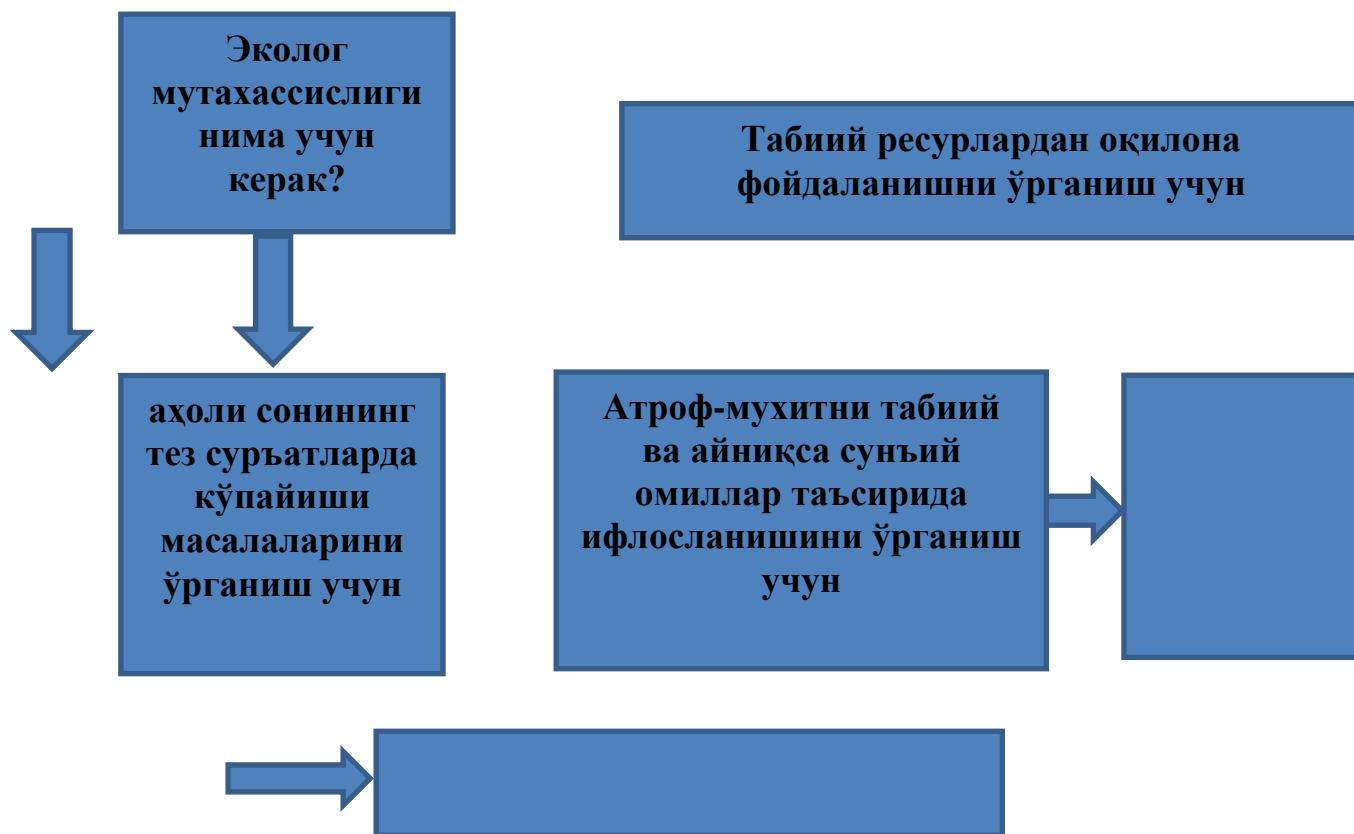 Эколог
мутахассислиги
нима учун
керак?
Табиий ресурлардан оқилона
фойдаланишни ўрганиш учун
аҳоли сонининг
тез суръатларда
кўпайиши
масалаларини
ўрганиш учун
Атроф-мухитни табиий
ва айниқса сунъий
омиллар таъсирида
ифлосланишини ўрганиш
учун